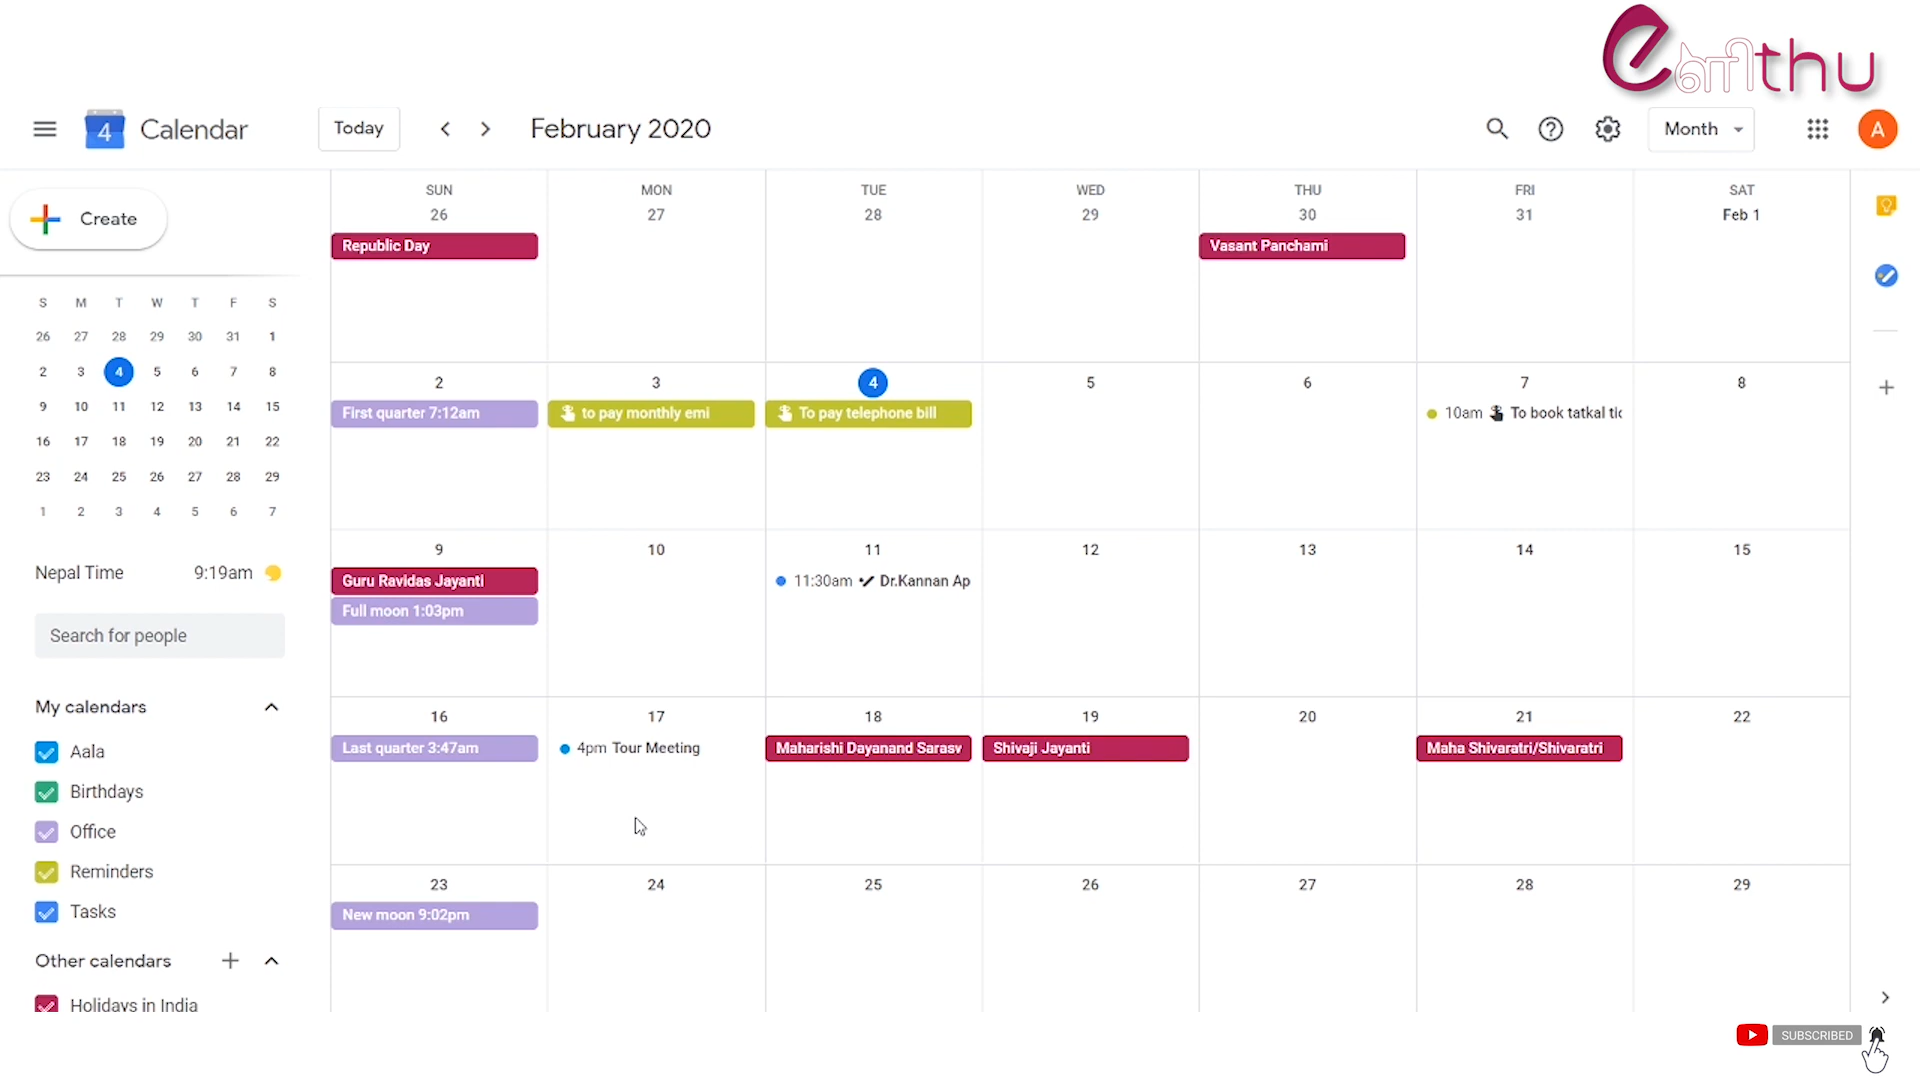 eளிthu
4 Calendar Today February 2020 Month A
Create
S M T W T F S
26 27 28 29 30 31 1
2 3 4 5 6 7 8
9 10 11 12 13 14 15
16 17 18 19 20 21 22
23 24 25 26 27 28 29
1 2 3 4 5 6 7
Nepal Time 9:19am
Search for people
My calendars
Aala
Birthdays
Office
Reminders
Tasks
Other calendars
Holidays in India
SUN MON TUE WED THU FRI SAT
26 27 28 29 30 31 Feb 1
Republic Day Vasant Panchami
2 3 4 5 6 7 8
First quarter 7:12am to pay monthly emi To pay telephone bill 10am To book tatkal tic
9 10 11 12 13 14 15
Guru Ravidas Jayanti 11:30am Dr.Kannan Ap
Full moon 1:03pm
16 17 18 19 20 21 22
Last quarter 3:47am 4pm Tour Meeting Maharishi Dayanand Sarasv Shivaji Jayanti Maha Shivaratri/Shivaratri
23 24 25 26 27 28 29
New moon 9:02pm
SUBSCRIBED